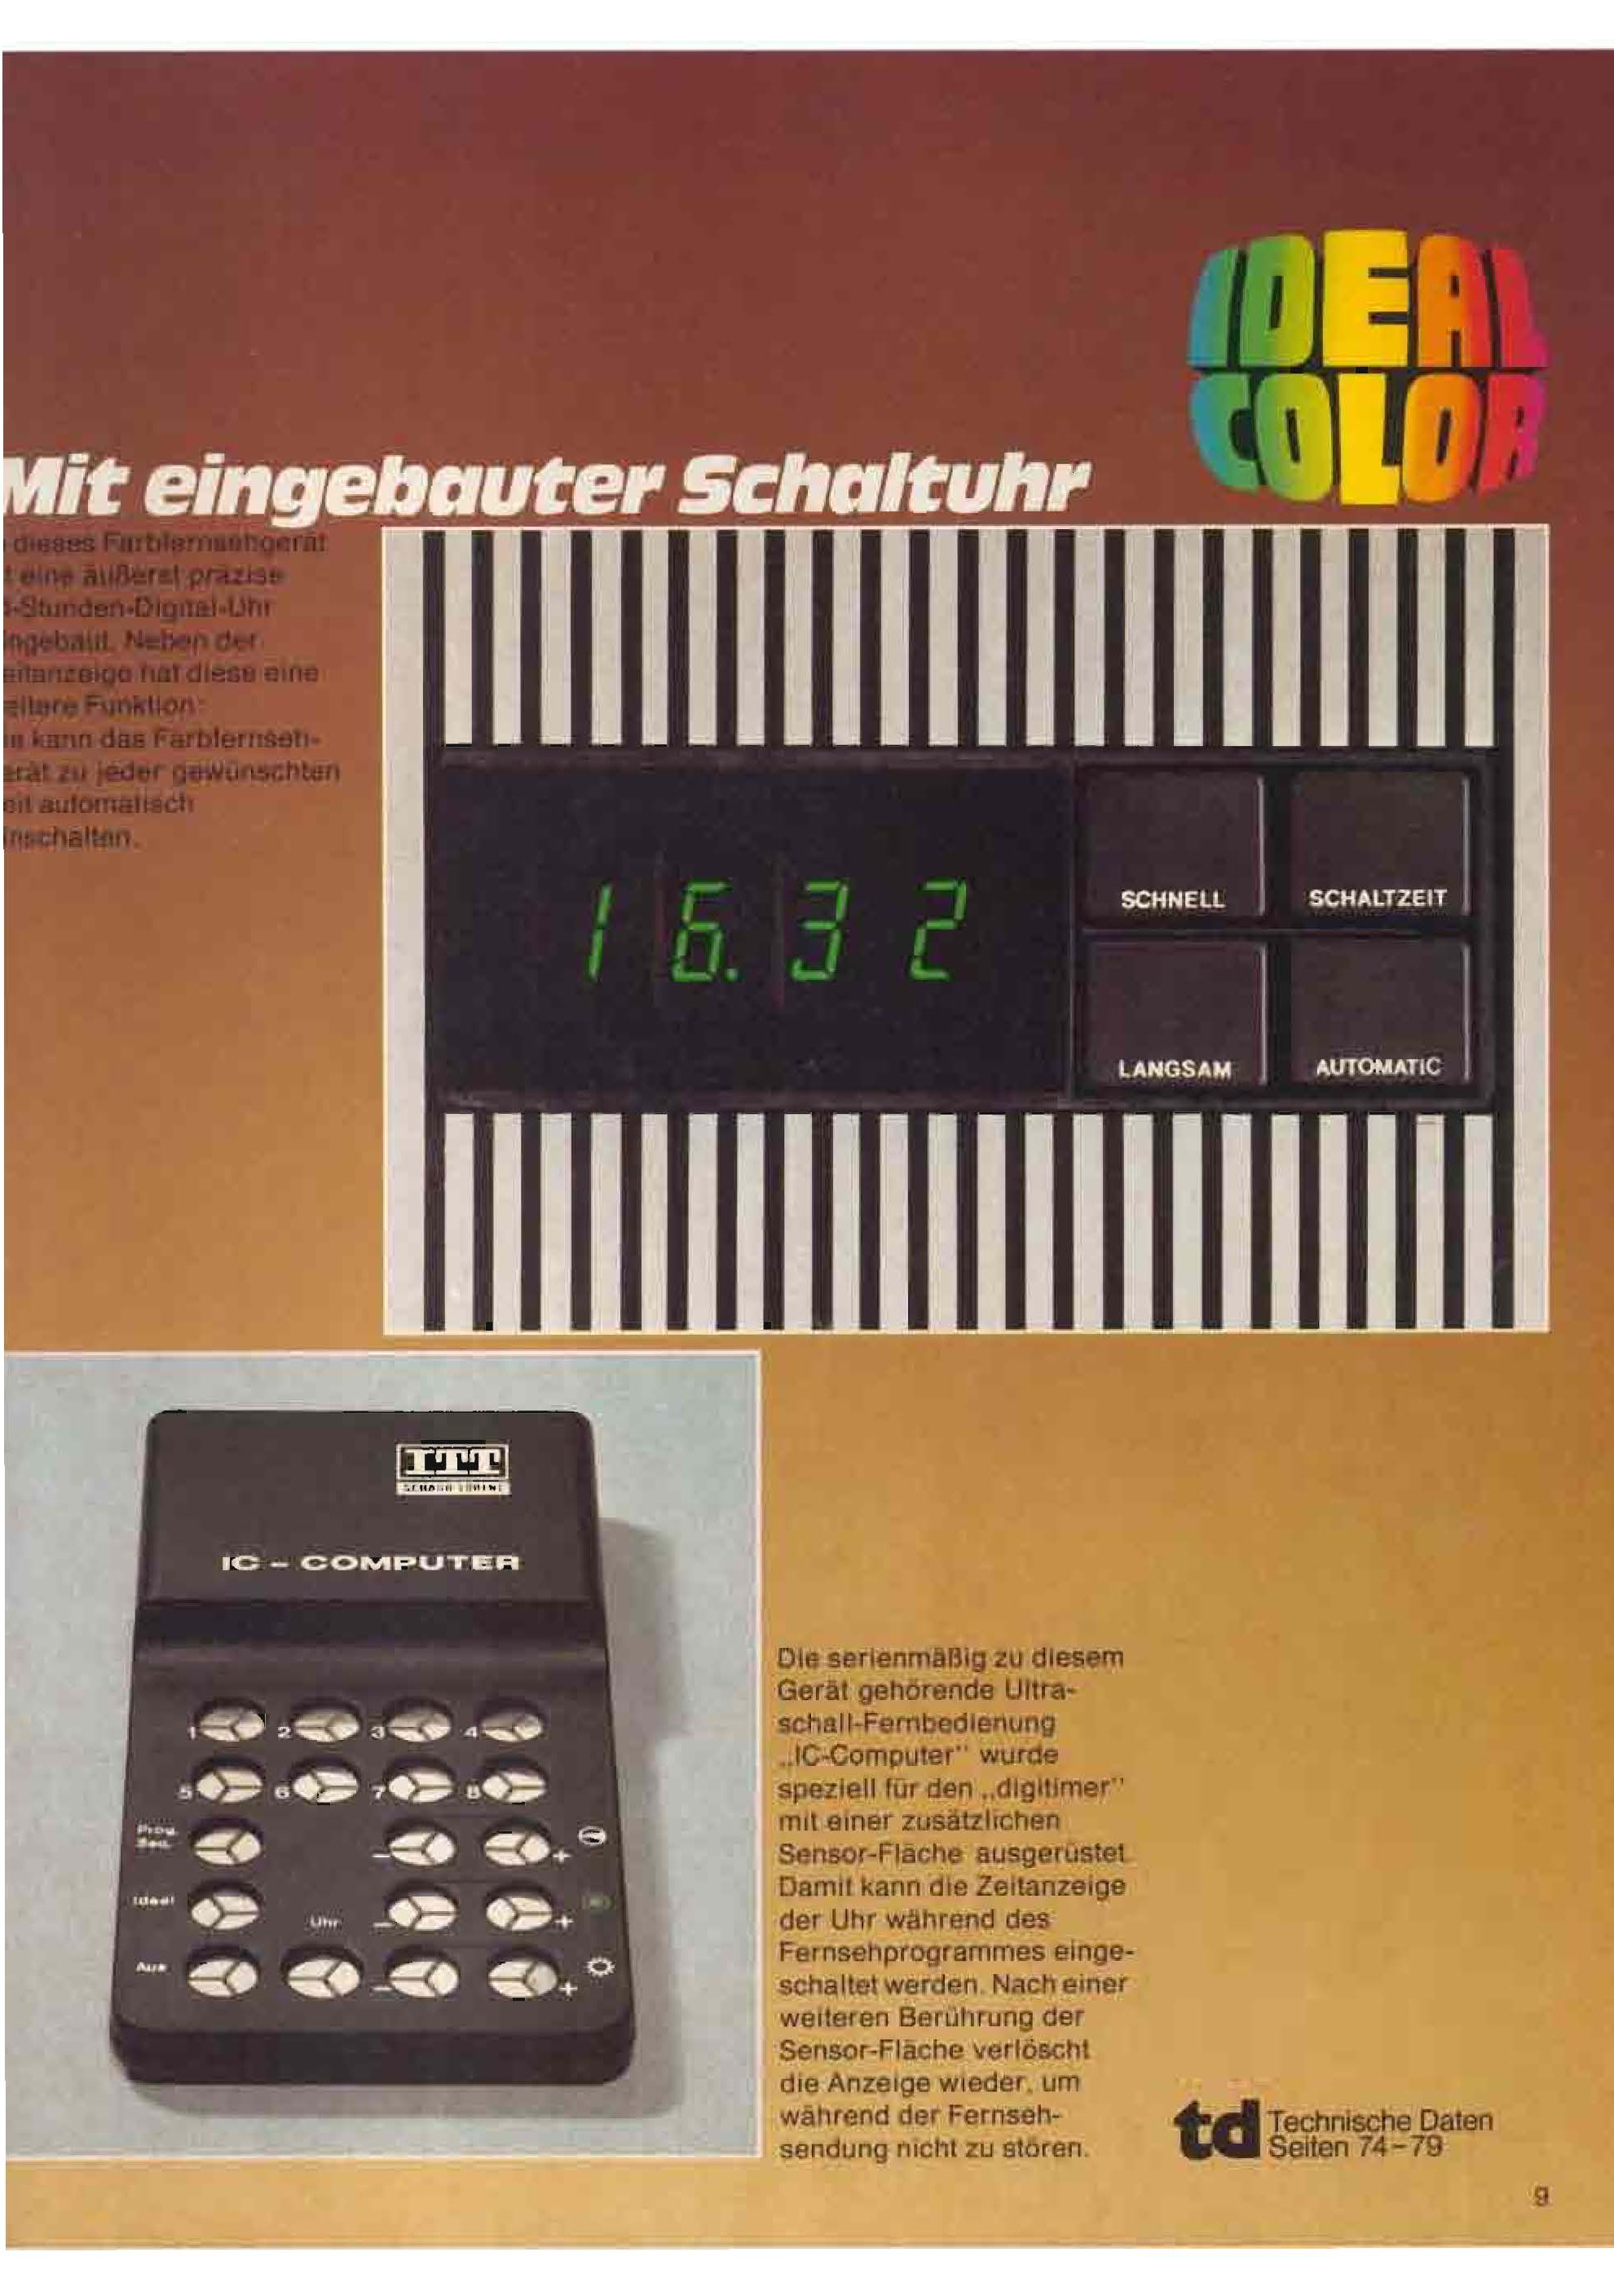 IDEAL
COLOR
Mit eingebauter Schaltuhr
dieses Farbfernsehgerät
t eine äußerst präzise
-Stunden-Digital-Uhr
ingebaut. Neben der
eitanzeige hat diese eine
eitere Funktion:
ie kann das Farbfernseh-
erät zu jeder gewünschten
eit automatisch
inschalten.
16.32
SCHNELL
SCHALTZEIT
LANGSAM
AUTOMATIC
ITT
SCHAUB-LORENZ
IC - COMPUTER
1 2 3 4
5 6 7 8
Prog.
Seq.
- +
Ideal
Uhr
- +
Aus
- +
Die serienmäßig zu diesem
Gerät gehörende Ultra-
schall-Fernbedienung
„IC-Computer" wurde
speziell für den „digitimer"
mit einer zusätzlichen
Sensor-Fläche ausgerüstet.
Damit kann die Zeitanzeige
der Uhr während des
Fernsehprogrammes einge-
schaltet werden. Nach einer
weiteren Berührung der
Sensor-Fläche verlöscht
die Anzeige wieder, um
während der Fernseh-
sendung nicht zu stören.
td
Technische Daten
Seiten 74–79
9